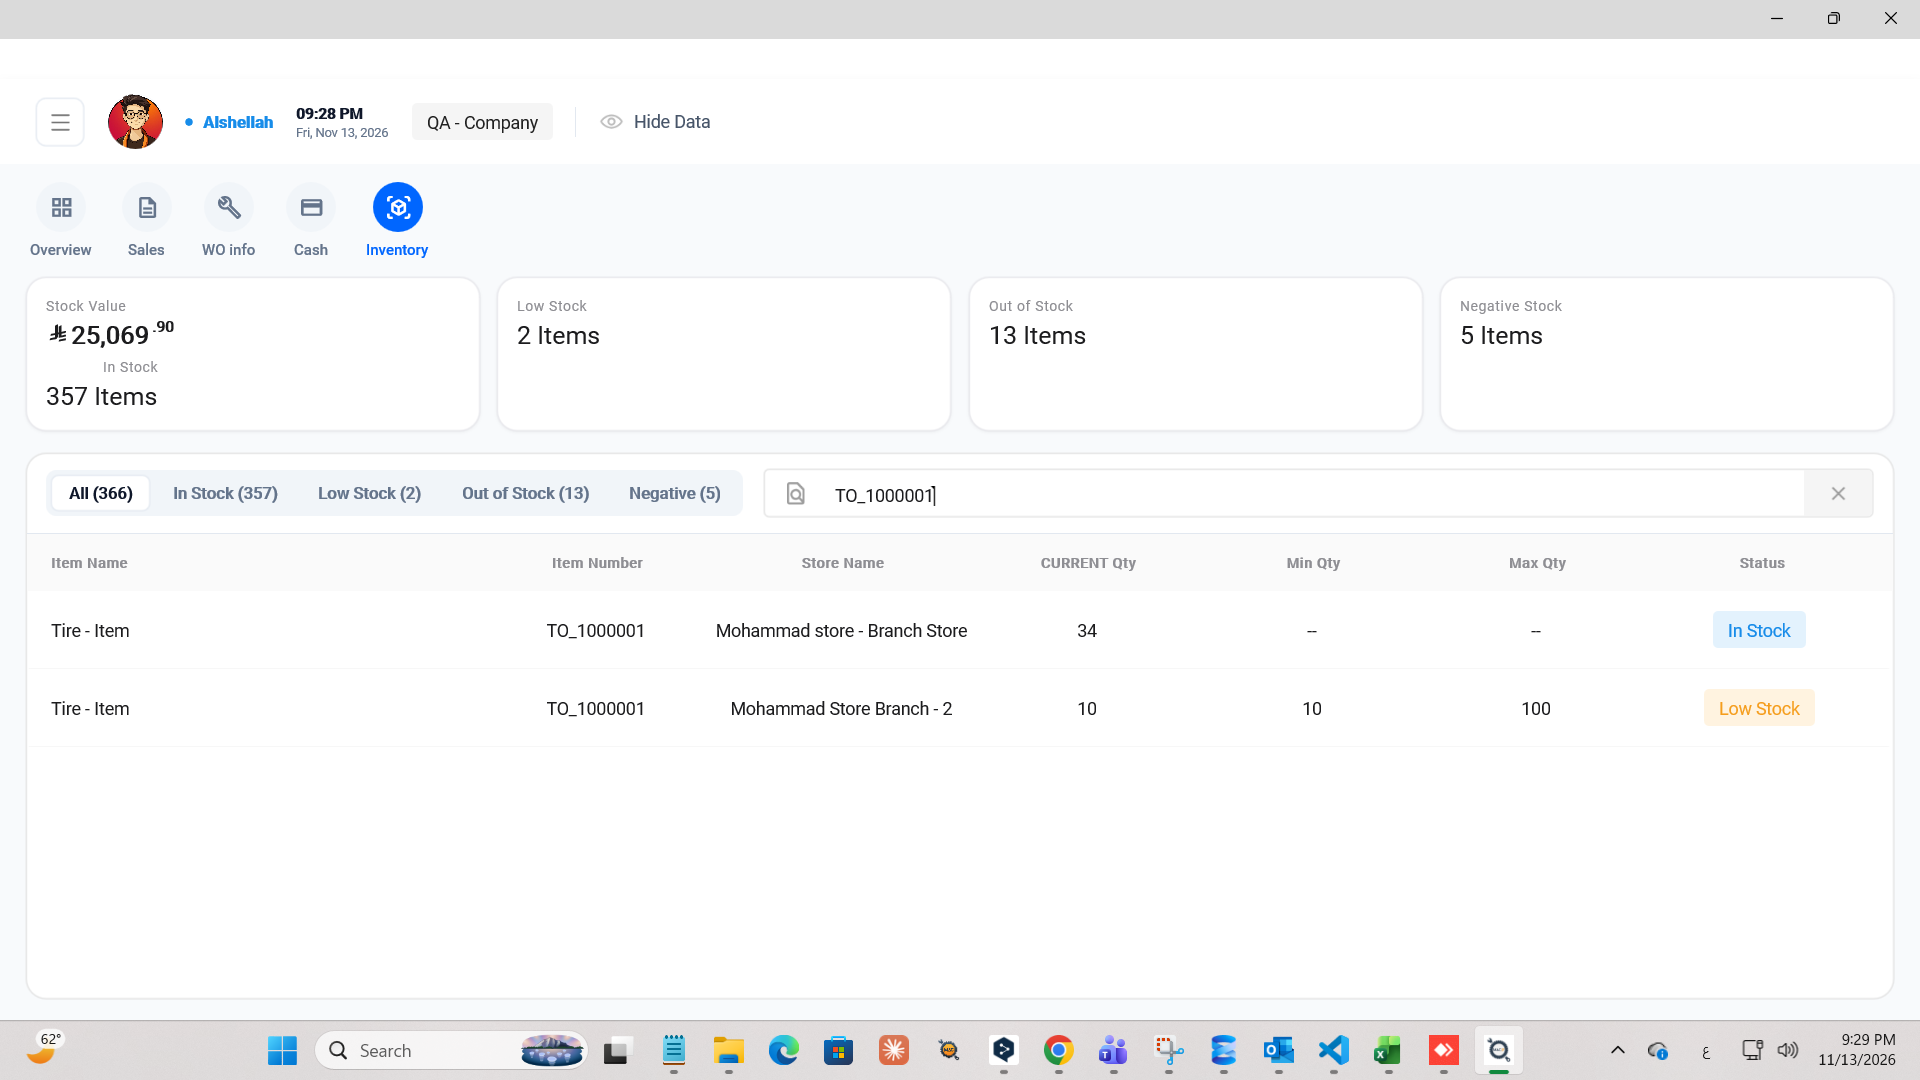 Alshellah
09:28 PM
Fri, Nov 13, 2026
QA - Company
Hide Data
Overview
Sales
WO info
Cash
Inventory
Stock Value
25,069.90
In Stock
357 Items
Low Stock
2 Items
Out of Stock
13 Items
Negative Stock
5 Items
All (366)
In Stock (357)
Low Stock (2)
Out of Stock (13)
Negative (5)
TO_1000001
Item Name Item Number Store Name CURRENT Qty Min Qty Max Qty Status
Tire - Item TO_1000001 Mohammad store - Branch Store 34 -- -- In Stock
Tire - Item TO_1000001 Mohammad Store Branch - 2 10 10 100 Low Stock
62°
Search
ع
9:29 PM
11/13/2026